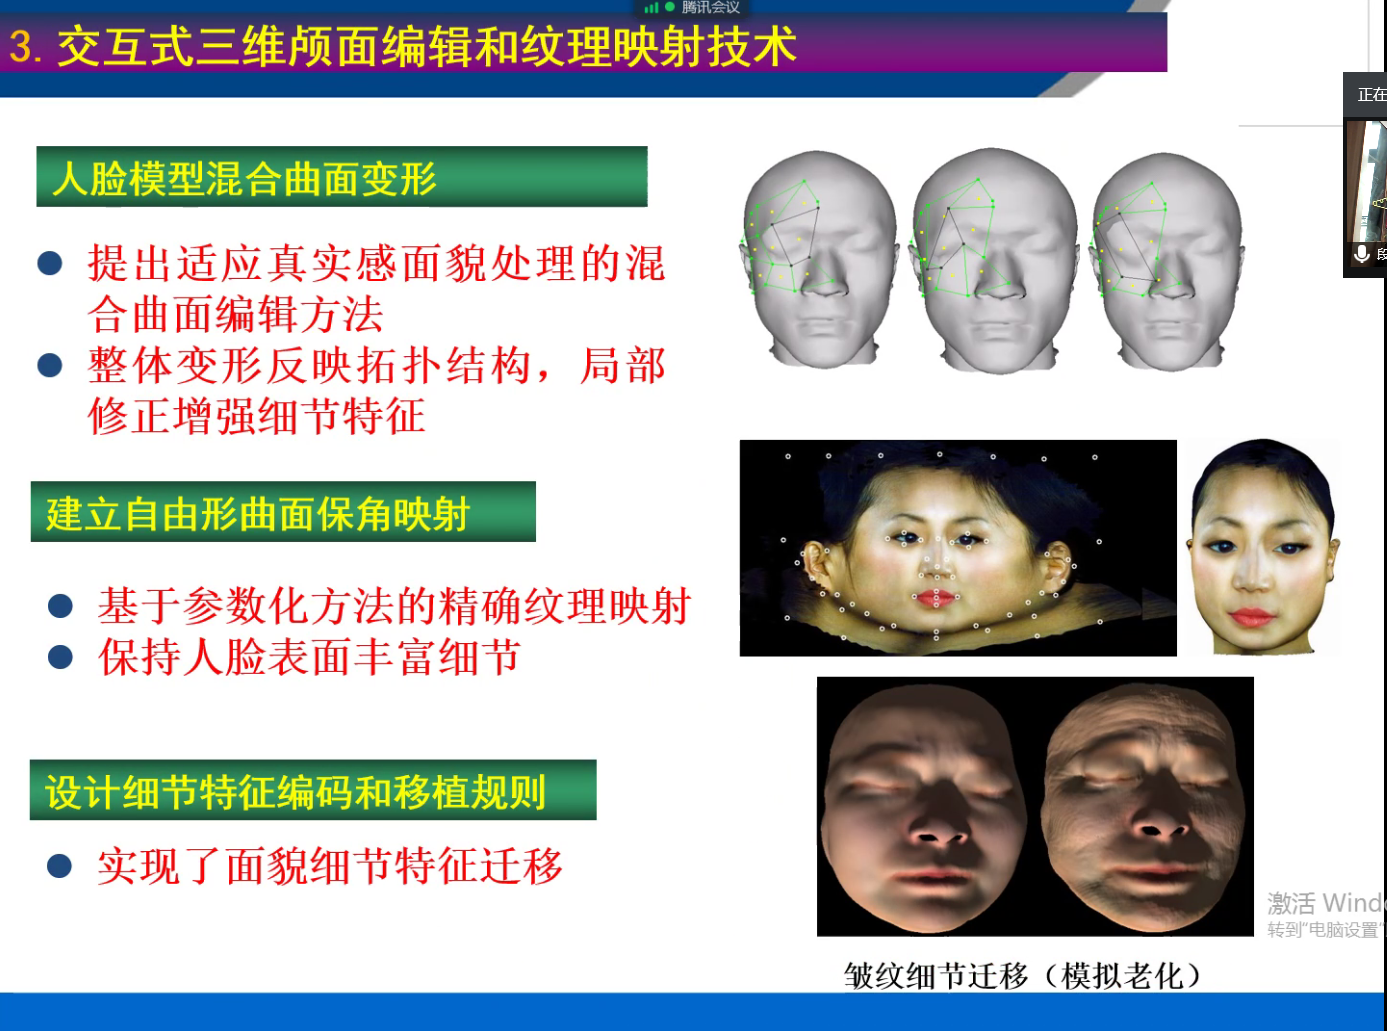 腾讯会议
3. 交互式三维颅面编辑和纹理映射技术
正在
人脸模型混合曲面变形
提出适应真实感面貌处理的混
合曲面编辑方法
整体变形反映拓扑结构，局部
修正增强细节特征
建立自由形曲面保角映射
基于参数化方法的精确纹理映射
保持人脸表面丰富细节
设计细节特征编码和移植规则
实现了面貌细节特征迁移
皱纹细节迁移（模拟老化）
段
激活 Wind
转到"电脑设置"